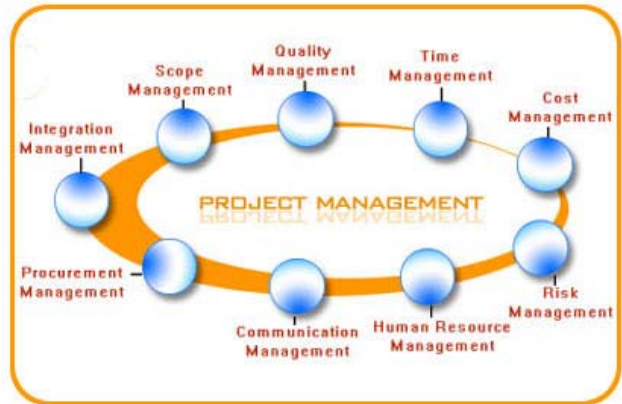 Quality
Management
Time
Management
Scope
Management
Cost
Management
Integration
Management
PROJECT MANAGEMENT
Procurement
Management
Risk
Management
Communication
Management
Human Resource
Management